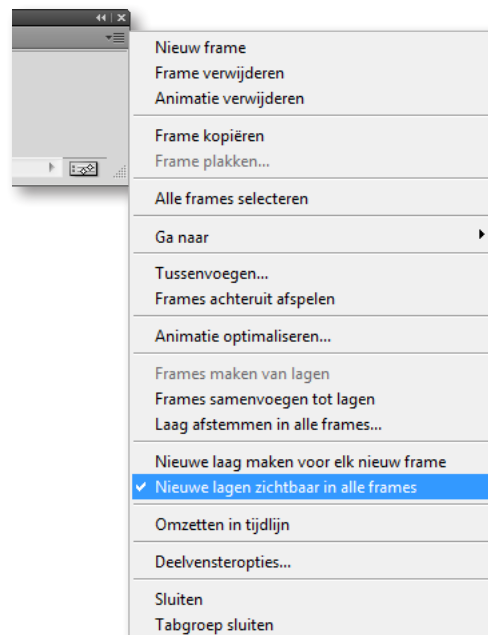 Nieuw frame
Frame verwijderen
Animatie verwijderen
Frame kopiëren
Frame plakken...
Alle frames selecteren
Ga naar
Tussenvoegen...
Frames achteruit afspelen
Animatie optimaliseren...
Frames maken van lagen
Frames samenvoegen tot lagen
Laag afstemmen in alle frames...
Nieuwe laag maken voor elk nieuw frame
Nieuwe lagen zichtbaar in alle frames
Omzetten in tijdlijn
Deelvensteropties...
Sluiten
Tabgroep sluiten